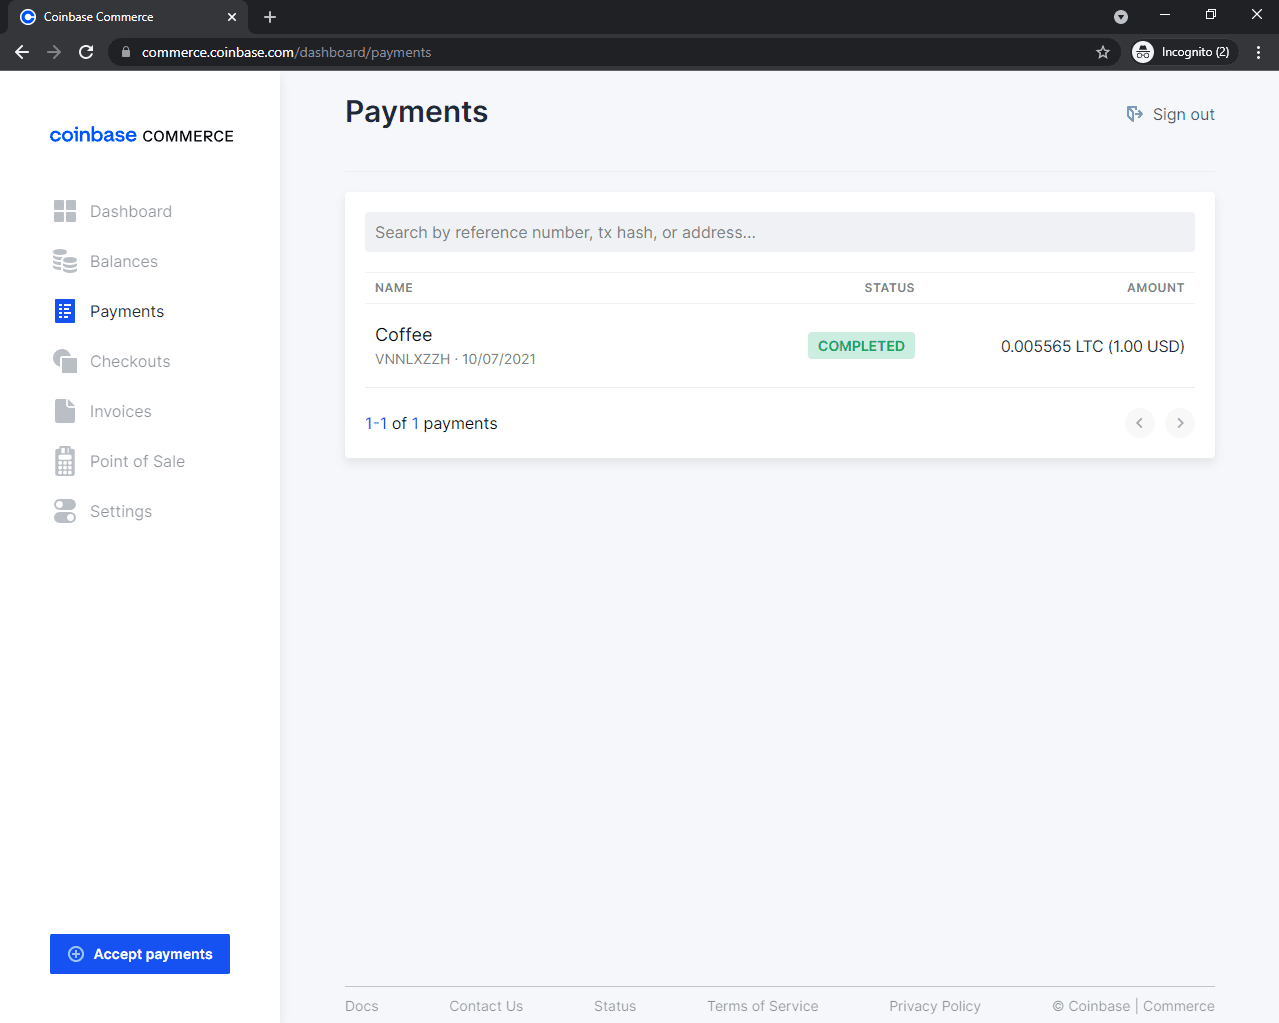 Coinbase Commerce
commerce.coinbase.com/dashboard/payments
Incognito (2)
coinbase COMMERCE
Dashboard
Balances
Payments
Checkouts
Invoices
Point of Sale
Settings
Accept payments
Payments
Sign out
Search by reference number, tx hash, or address...
NAME STATUS AMOUNT
Coffee
VNNLXZZH · 10/07/2021
COMPLETED
0.005565 LTC (1.00 USD)
1-1 of 1 payments
Docs Contact Us Status Terms of Service Privacy Policy © Coinbase | Commerce